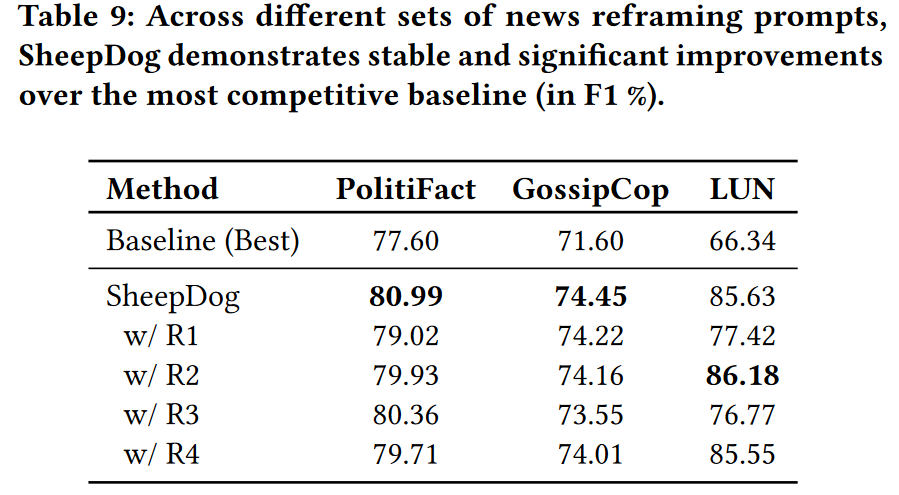 Table 9: Across different sets of news reframing prompts,
SheepDog demonstrates stable and significant improvements
over the most competitive baseline (in F1 %).
Method PolitiFact GossipCop LUN
Baseline (Best) 77.60 71.60 66.34
SheepDog 80.99 74.45 85.63
w/ R1 79.02 74.22 77.42
w/ R2 79.93 74.16 86.18
w/ R3 80.36 73.55 76.77
w/ R4 79.71 74.01 85.55